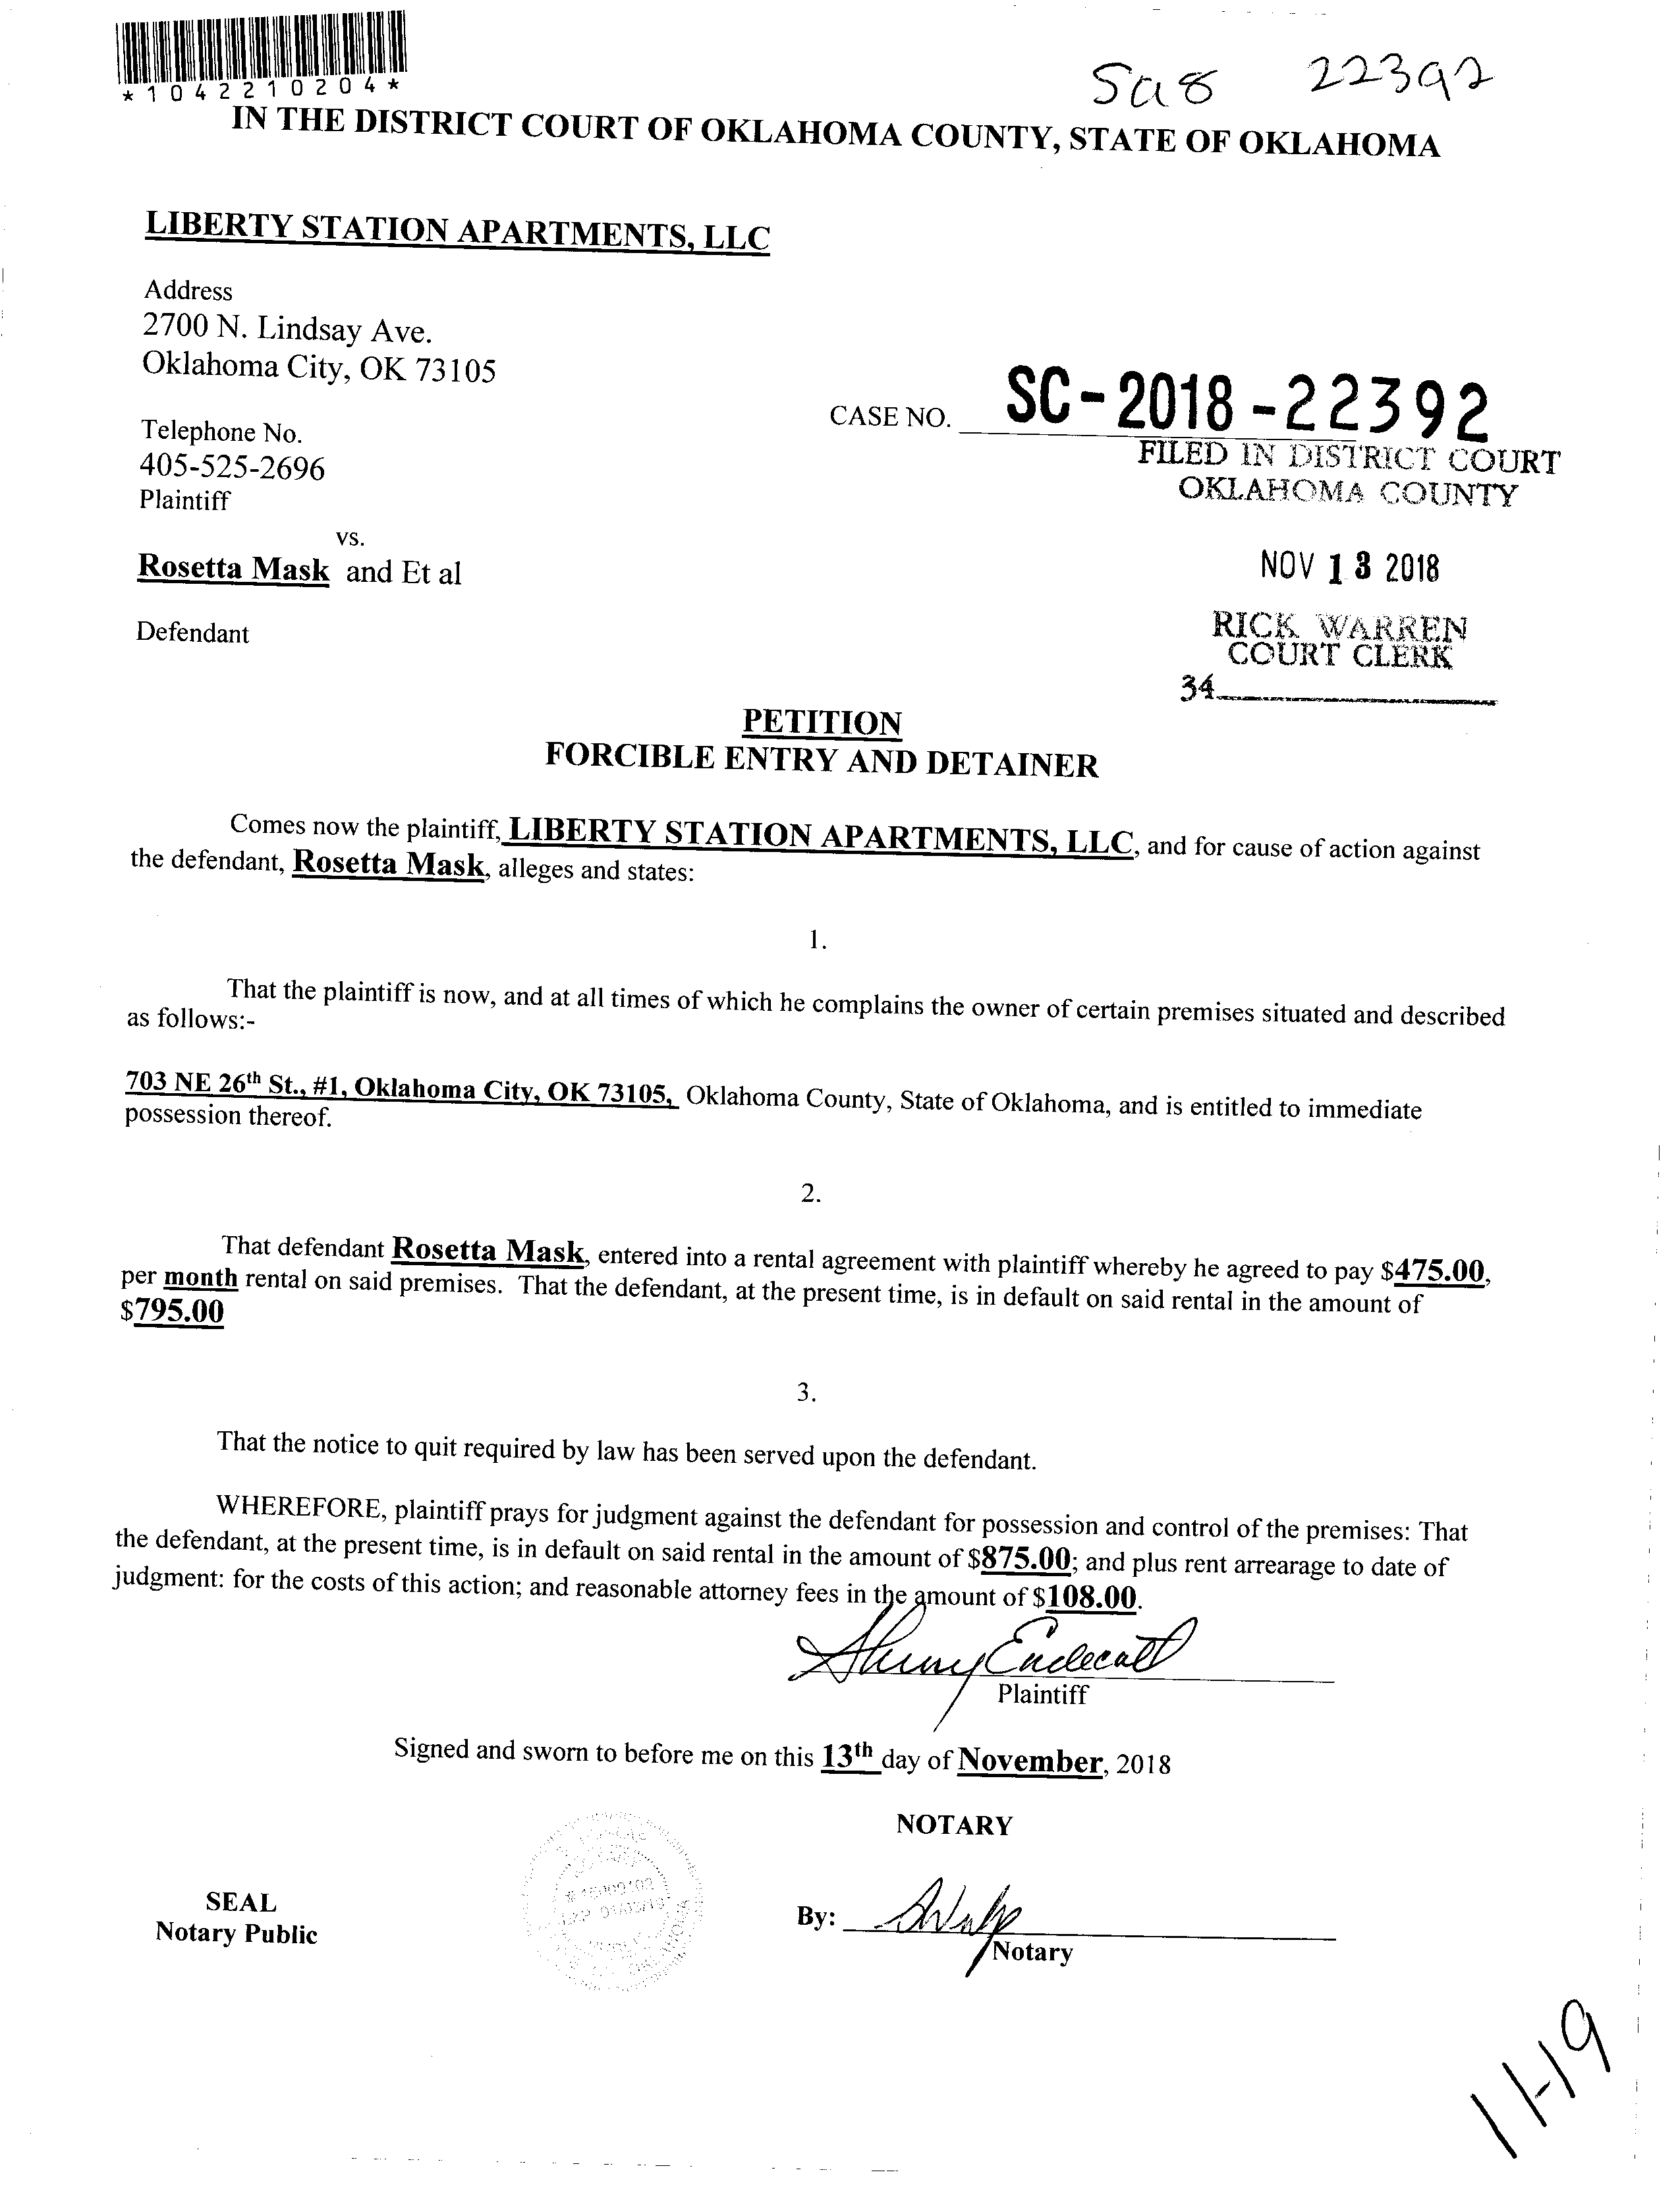 *1042210204*
Sa8 22392
IN THE DISTRICT COURT OF OKLAHOMA COUNTY, STATE OF OKLAHOMA
LIBERTY STATION APARTMENTS, LLC
Address
2700 N. Lindsay Ave.
Oklahoma City, OK 73105
CASE NO. SC-2018-22392
Telephone No.
405-525-2696
Plaintiff
FILED IN DISTRICT COURT
OKLAHOMA COUNTY
vs.
Rosetta Mask and Et al
NOV 13 2018
Defendant
RICK WARREN
COURT CLERK
34
PETITION
FORCIBLE ENTRY AND DETAINER
Comes now the plaintiff, LIBERTY STATION APARTMENTS, LLC, and for cause of action against
the defendant, Rosetta Mask, alleges and states:
1.
That the plaintiff is now, and at all times of which he complains the owner of certain premises situated and described
as follows:-
703 NE 26th St., #1, Oklahoma City, OK 73105, Oklahoma County, State of Oklahoma, and is entitled to immediate
possession thereof.
2.
That defendant Rosetta Mask, entered into a rental agreement with plaintiff whereby he agreed to pay $475.00,
per month rental on said premises. That the defendant, at the present time, is in default on said rental in the amount of
$795.00
3.
That the notice to quit required by law has been served upon the defendant.
WHEREFORE, plaintiff prays for judgment against the defendant for possession and control of the premises: That
the defendant, at the present time, is in default on said rental in the amount of $875.00; and plus rent arrearage to date of
judgment: for the costs of this action; and reasonable attorney fees in the amount of $108.00.
Plaintiff
Signed and sworn to before me on this 13th day of November, 2018
NOTARY
SEAL
Notary Public
By:
Notary
11-19